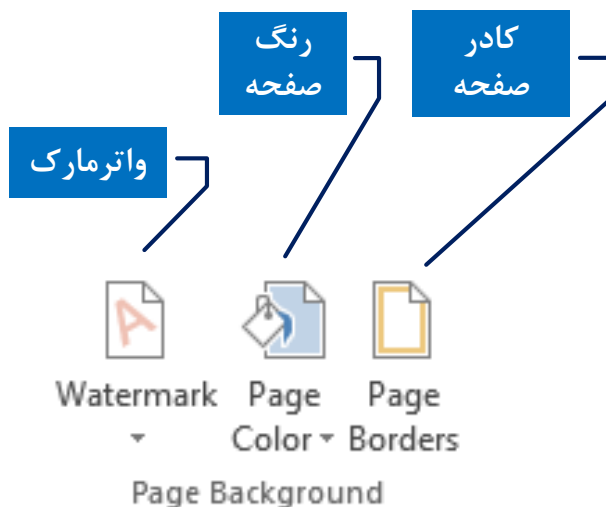 رنگ
صفحه
کادر
صفحه
واترمارک
Watermark
Page
Color
Page
Borders
Page Background